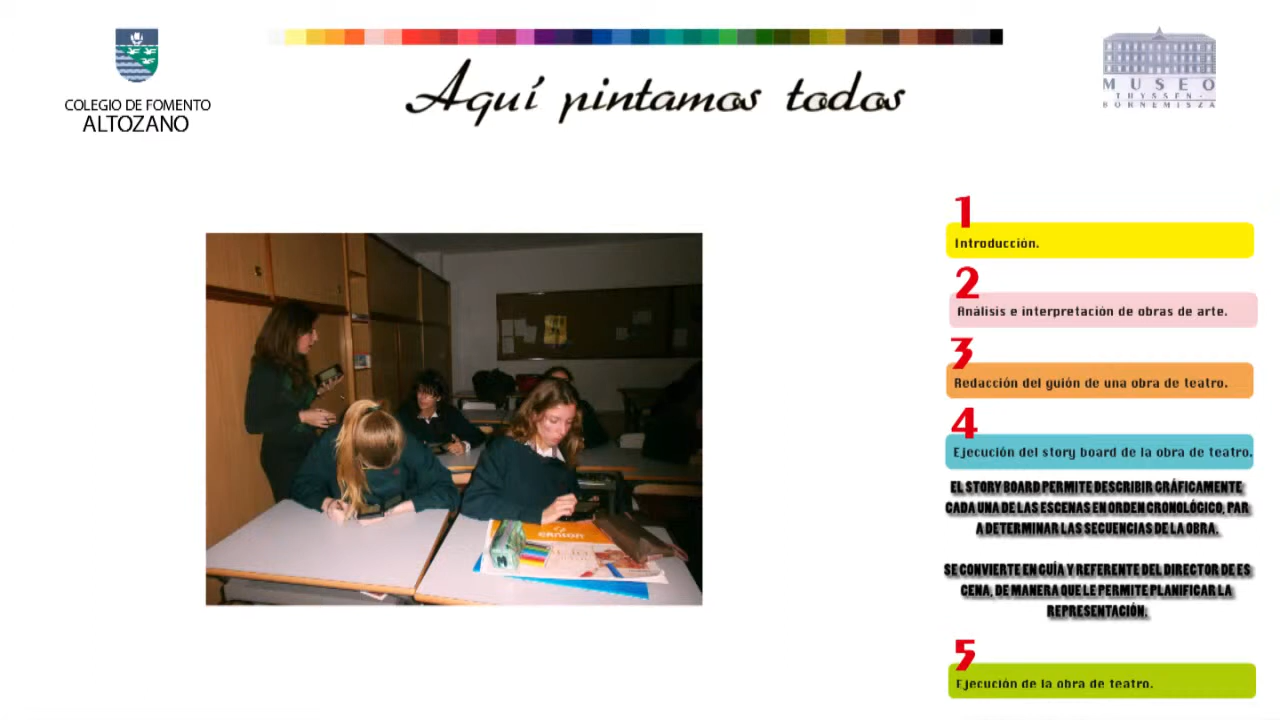 COLEGIO DE FOMENTO
ALTOZANO
Aquí pintamos todos
MUSEO
THYSSEN-
BORNEMISZA
1
Introducción.
2
Análisis e interpretación de obras de arte.
3
Redacción del guión de una obra de teatro.
4
Ejecución del story board de la obra de teatro.
EL STORY BOARD PERMITE DESCRIBIR GRÁFICAMENTE
CADA UNA DE LAS ESCENAS EN ORDEN CRONOLÓGICO, PAR
A DETERMINAR LAS SECUENCIAS DE LA OBRA.
SE CONVIERTE EN GUÍA Y REFERENTE DEL DIRECTOR DE ES
CENA, DE MANERA QUE LE PERMITE PLANIFICAR LA
REPRESENTACIÓN.
5
Ejecución de la obra de teatro.
CANSON